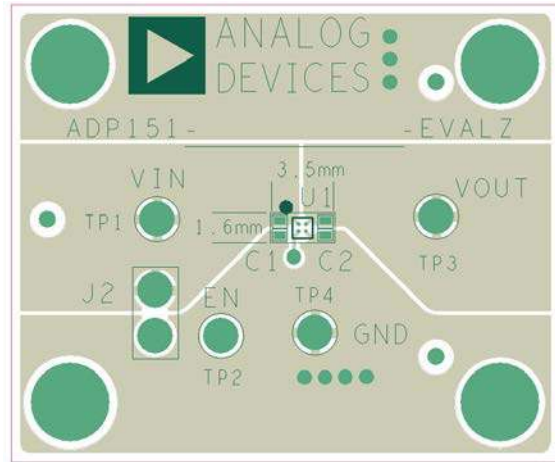 ANALOG
DEVICES
ADP151-
-EVALZ
3.5mm
VIN
U1
VOUT
TP1
1.6mm
TP3
C1
C2
J2
EN
TP4
GND
TP2